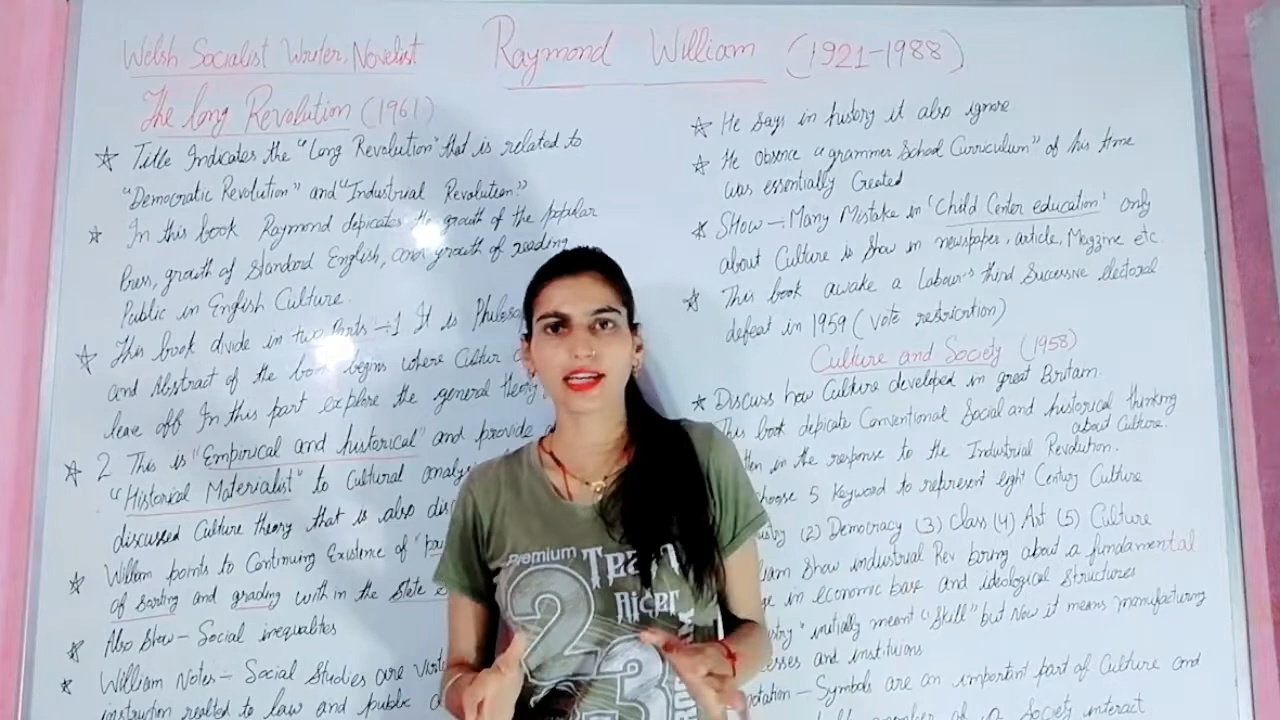 Welsh Socialist Writer, Novelist
Raymond William (1921-1988)
The long Revolution (1961)
☆ Title Indicates the "Long Revolution" that is related to
"Democratic Revolution" and "Industrial Revolution"
☆ In this book Raymond depicates the growth of the popular
Press, growth of Standard English, and growth of reading
Public in English Culture.
☆ This book divide in two Parts →1 It is
and Abstract of the book begins where Cultur
leave off In this part explore the general theory
☆ 2 This is "Empirical and historical" and provide
"Historical Materialist" to Cultural
discussed Culture theory that is also
☆ William points to Continuing Existence of
of Sorting and grading with in the State
☆ Also Show - Social inequalites
☆ William Notes - Social Studies are
instruction realted to law and public
☆ He Says in history it also ignore
☆ He Obsence "grammer School Curriculum" of his time
was essentially Created
☆ Show - Many Mistake in 'Child Center education' only
about Culture is Show in newspaper, article, Magzine etc
☆ This book awake a Labour's third Successive electoral
defeat in 1959 (vote restricrtion)
Culture and Society (1958)
☆ Discuss how Culture developed in great Britain.
This book depicate Conventional Social and historical thinking
about Culture.
in the response to the Industrial Revolution.
5 Keyword to represent eight Century Culture
(2) Democracy (3) Class (4) Art (5) Culture
Show industrial Rev bring about a fundamental
in economic base and ideological Structures
initially meant "Skill" but Now it means manufacturing
and instituions
Symbols are an important part of Culture and
of a Society interact
Premium
23